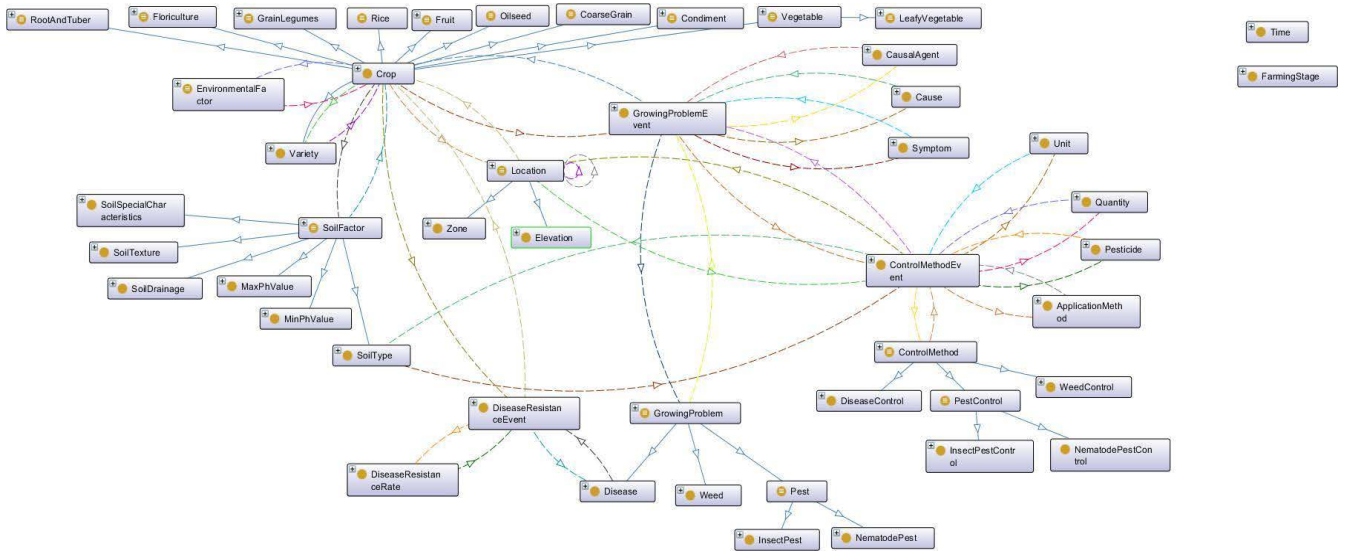 RootAndTuber
Floriculture
GrainLegumes
Rice
Fruit
Oilseed
CoarseGrain
Condiment
Vegetable
LeafyVegetable
Time
FarmingStage
Crop
EnvironmentalFa
ctor
Variety
GrowingProblemE
vent
CausalAgent
Cause
Symptom
Location
Zone
Elevation
Unit
Quantity
Pesticide
ApplicationMeth
od
ControlMethodEv
ent
SoilSpecialChar
acteristics
SoilFactor
SoilTexture
SoilDrainage
MaxPhValue
MinPhValue
SoilType
ControlMethod
DiseaseControl
PestControl
WeedControl
InsectPestContr
ol
NematodePestCon
trol
DiseaseResistan
ceEvent
GrowingProblem
DiseaseResistan
ceRate
Disease
Weed
Pest
InsectPest
NematodePest